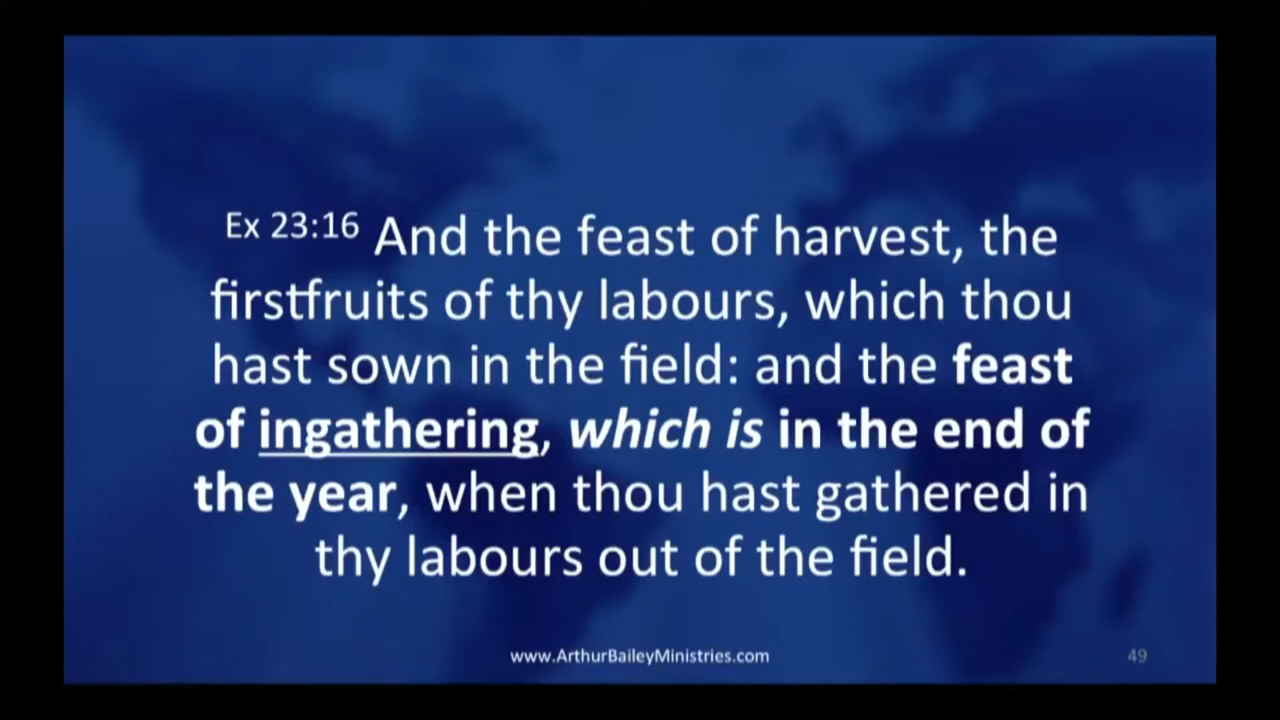 Ex 23:16 And the feast of harvest, the
firstfruits of thy labours, which thou
hast sown in the field: and the feast
of ingathering, which is in the end of
the year, when thou hast gathered in
thy labours out of the field.
www.ArthurBaileyMinistries.com
49